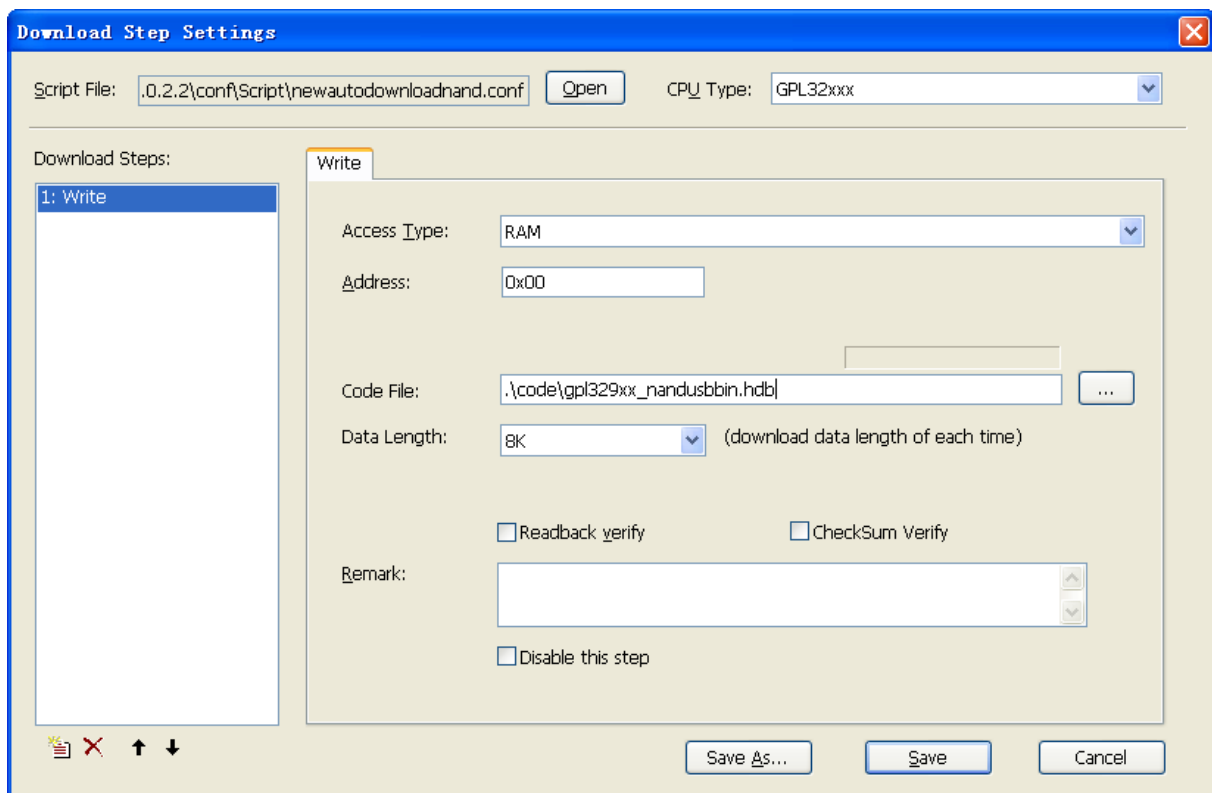 Download Step Settings
Script File: .0.2.2\conf\Script\newautodownloadnand.conf Open CPU Type: GPL32xxx
Download Steps:
1: Write
Write
Access Type: RAM
Address: 0x00
Code File: .\code\gpl329xx_nandusbbin.hdb ...
Data Length: 8K (download data length of each time)
Readback verify CheckSum Verify
Remark:
Disable this step
Save As... Save Cancel